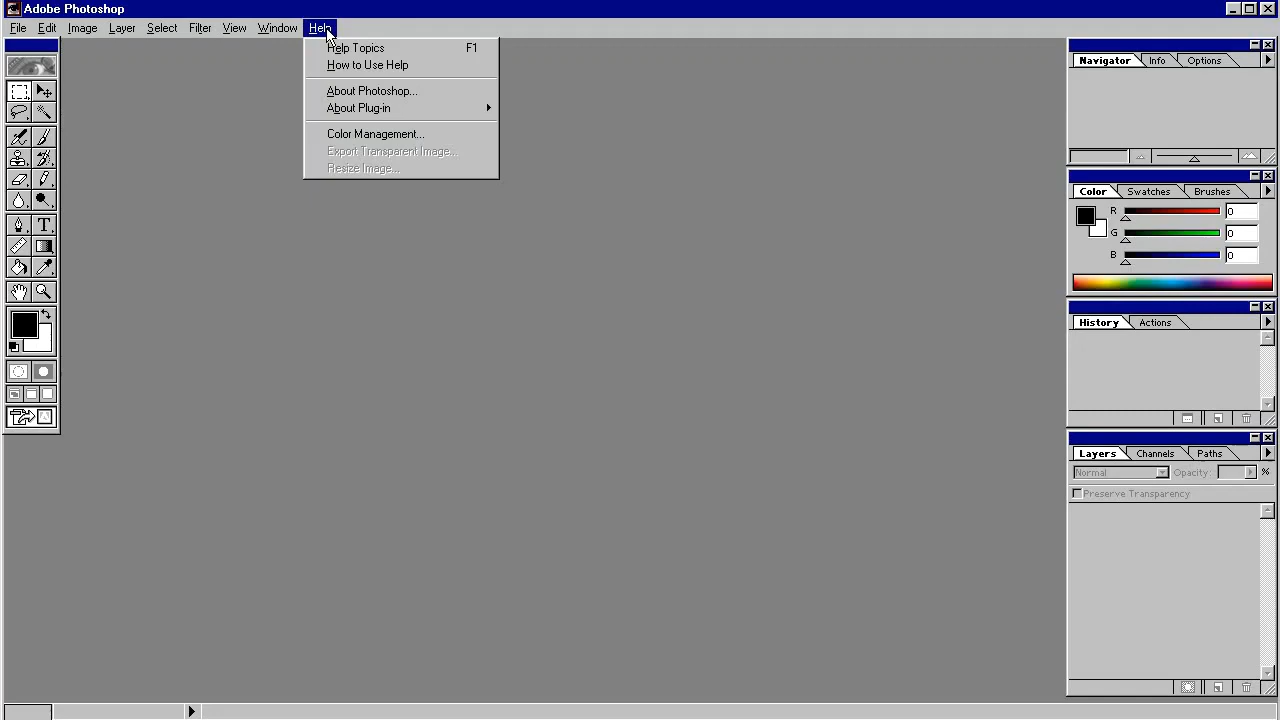 Adobe Photoshop
File Edit Image Layer Select Filter View Window Help
Help Topics F1
How to Use Help
About Photoshop...
About Plug-in
Color Management...
Export Transparent Image...
Resize Image...
T
Navigator Info Options
Color Swatches Brushes
R 0
G 0
B 0
History Actions
Layers Channels Paths
Normal Opacity: %
Preserve Transparency